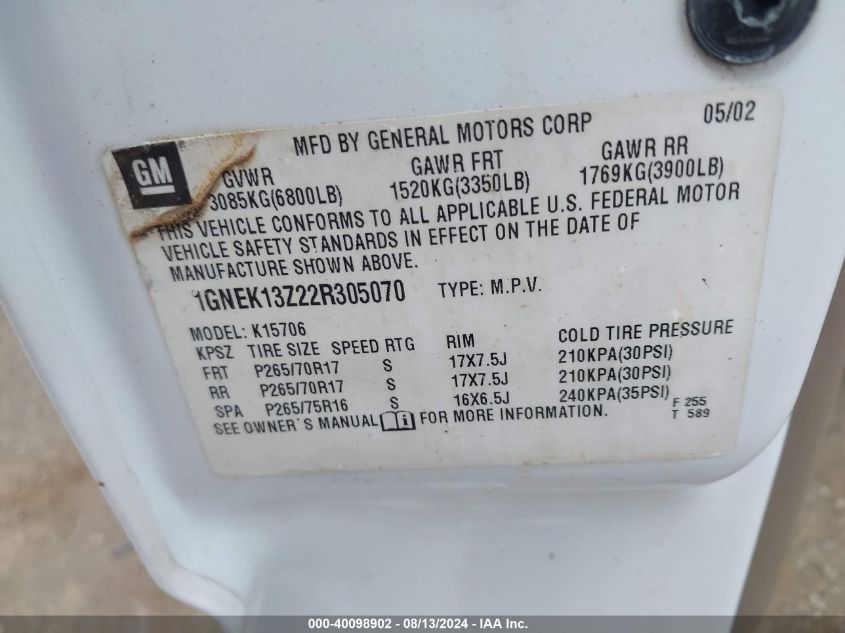 05/02
MFD BY GENERAL MOTORS CORP
GM
GVWR GAWR FRT GAWR RR
3085KG(6800LB) 1520KG(3350LB) 1769KG(3900LB)
THIS VEHICLE CONFORMS TO ALL APPLICABLE U.S. FEDERAL MOTOR
VEHICLE SAFETY STANDARDS IN EFFECT ON THE DATE OF
MANUFACTURE SHOWN ABOVE.
1GNEK13Z22R305070 TYPE: M.P.V.
MODEL: K15706
KPSZ TIRE SIZE SPEED RTG RIM COLD TIRE PRESSURE
FRT P265/70R17 S 17X7.5J 210KPA(30PSI)
RR P265/70R17 S 17X7.5J 210KPA(30PSI)
SPA P265/75R16 S 16X6.5J 240KPA(35PSI) F 255
T 589
SEE OWNER'S MANUAL i FOR MORE INFORMATION.
000-40098902 - 08/13/2024 - IAA Inc.